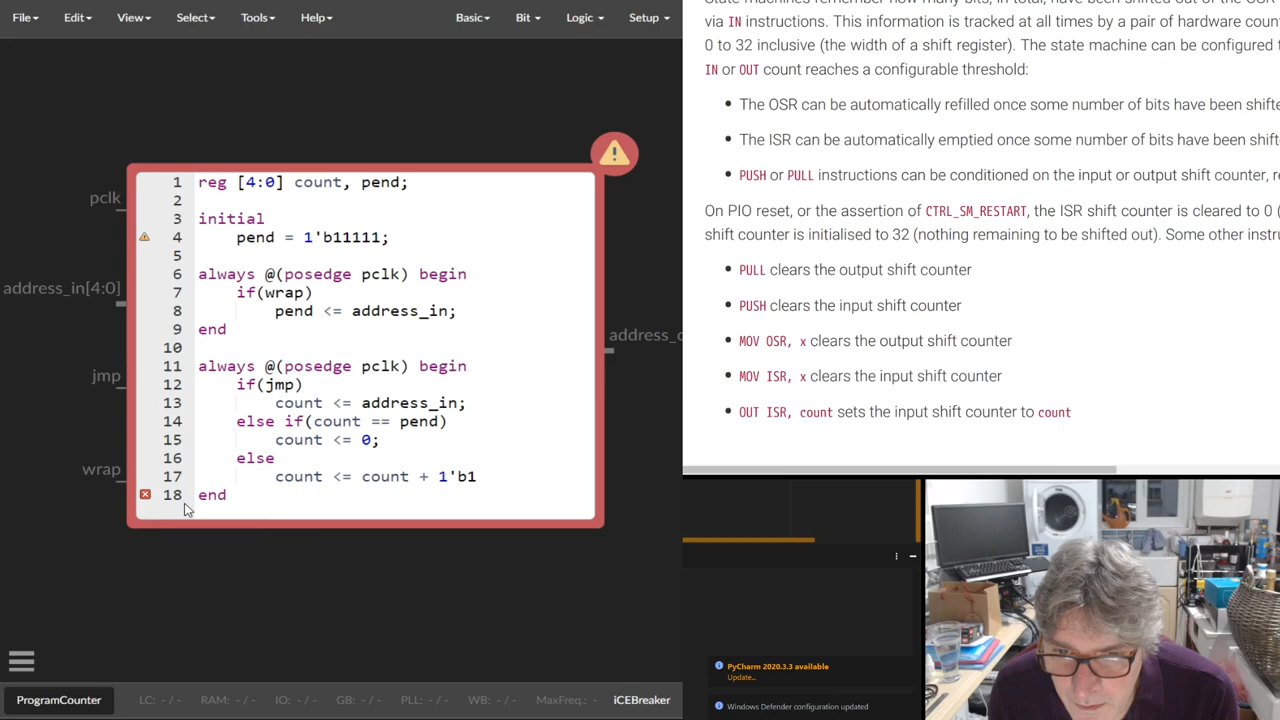 File
Edit
View
Select
Tools
Help
Basic
Bit
Logic
Setup
pclk
address_in[4:0]
jmp
wrap
1 reg [4:0] count, pend;
2
3 initial
4 pend = 1'b11111;
5
6 always @(posedge pclk) begin
7 if(wrap)
8 pend <= address_in;
9 end
10
11 always @(posedge pclk) begin
12 if(jmp)
13 count <= address_in;
14 else if(count == pend)
15 count <= 0;
16 else
17 count <= count + 1'b1
18 end
ProgramCounter
LC: - / -
RAM: - / -
IO: - / -
GB: - / -
PLL: - / -
WB: - / -
MaxFreq.: - / -
iCEBreaker
via IN instructions. This information is tracked at all times by a pair of hardware
0 to 32 inclusive (the width of a shift register). The state machine can be configured
IN or OUT count reaches a configurable threshold:
• The OSR can be automatically refilled once some number of bits have been
• The ISR can be automatically emptied once some number of bits have been
• PUSH or PULL instructions can be conditioned on the input or output shift counter,
On PIO reset, or the assertion of CTRL_SM_RESTART, the ISR shift counter is cleared to 0
shift counter is initialised to 32 (nothing remaining to be shifted out). Some other
• PULL clears the output shift counter
• PUSH clears the input shift counter
• MOV OSR, x clears the output shift counter
• MOV ISR, x clears the input shift counter
• OUT ISR, count sets the input shift counter to count
PyCharm 2020.3.3 available
Update...
Windows Defender configuration updated